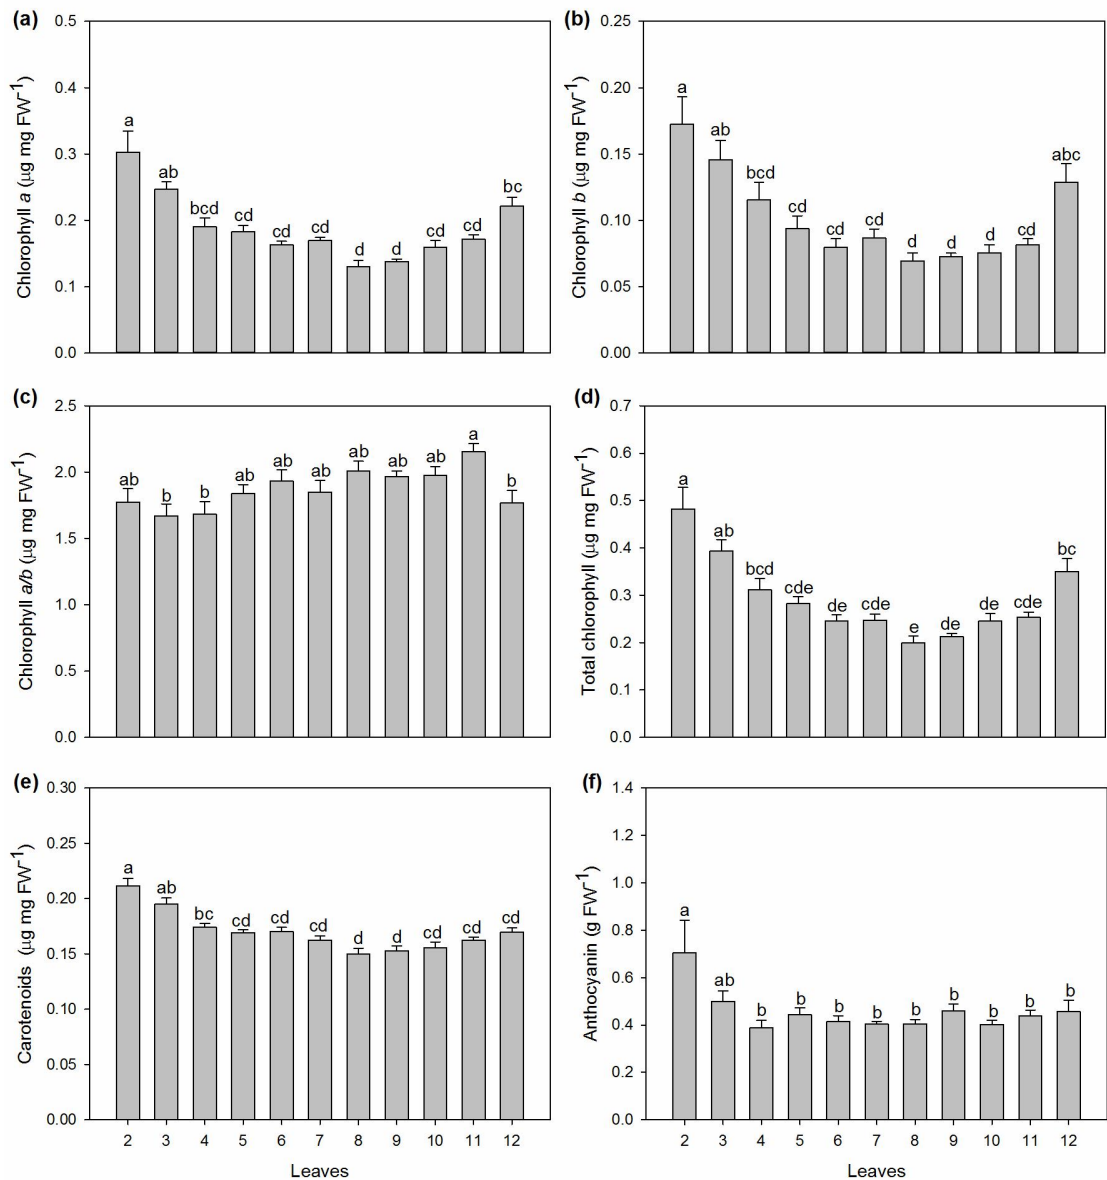 (a)
Chlorophyll a (µg mg FW⁻¹)
0.5
0.4
0.3
0.2
0.1
0.0
a
ab
bcd
cd
cd
cd
d
d
cd
cd
bc
(b)
Chlorophyll b (µg mg FW⁻¹)
0.25
0.20
0.15
0.10
0.05
0.00
a
ab
bcd
cd
cd
cd
d
d
d
cd
abc
(c)
Chlorophyll a/b (µg mg FW⁻¹)
2.5
2.0
1.5
1.0
0.5
0.0
ab
b
b
ab
ab
ab
ab
ab
ab
a
b
(d)
Total chlorophyll (µg mg FW⁻¹)
0.7
0.6
0.5
0.4
0.3
0.2
0.1
0.0
a
ab
bcd
cde
de
cde
e
de
de
cde
bc
(e)
Carotenoids (µg mg FW⁻¹)
0.30
0.25
0.20
0.15
0.10
0.05
0.00
a
ab
bc
cd
cd
cd
d
d
cd
cd
cd
2 3 4 5 6 7 8 9 10 11 12
Leaves
(f)
Anthocyanin (g FW⁻¹)
1.4
1.2
1.0
0.8
0.6
0.4
0.2
0.0
a
ab
b
b
b
b
b
b
b
b
b
2 3 4 5 6 7 8 9 10 11 12
Leaves